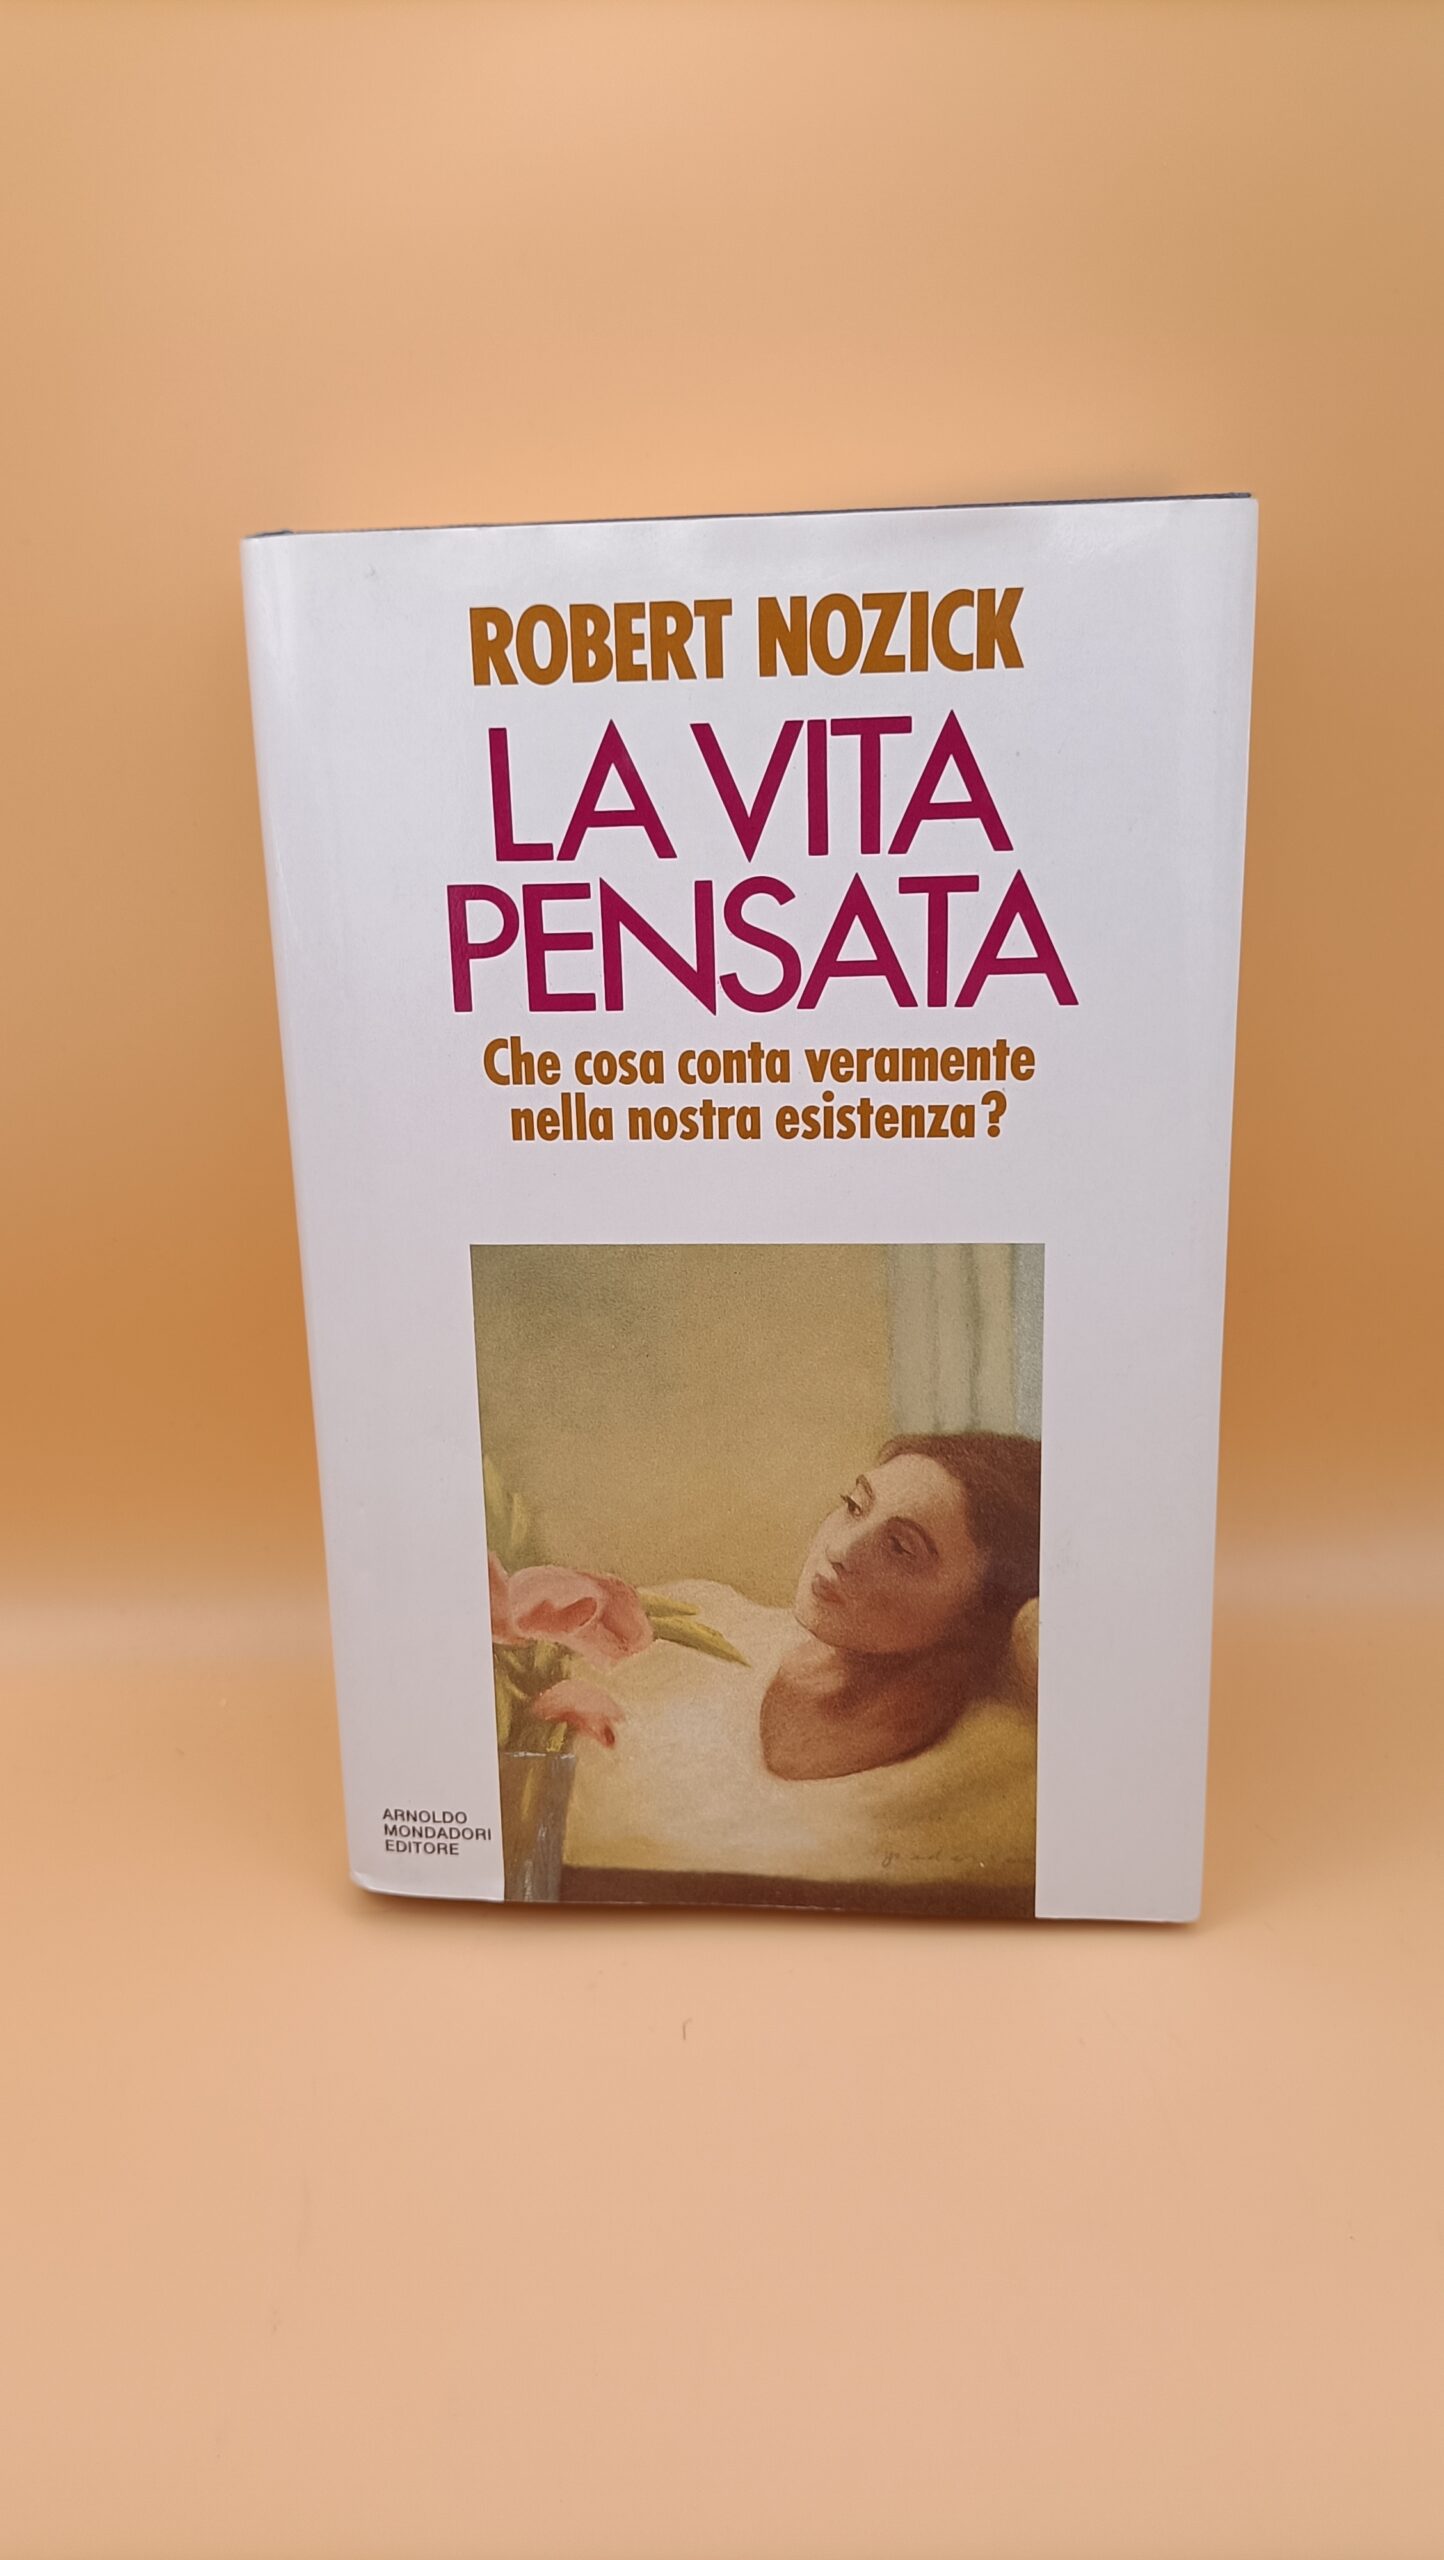 ROBERT NOZICK
LA VITA
PENSATA
Che cosa conta veramente
nella nostra esistenza?
ARNOLDO
MONDADORI
EDITORE